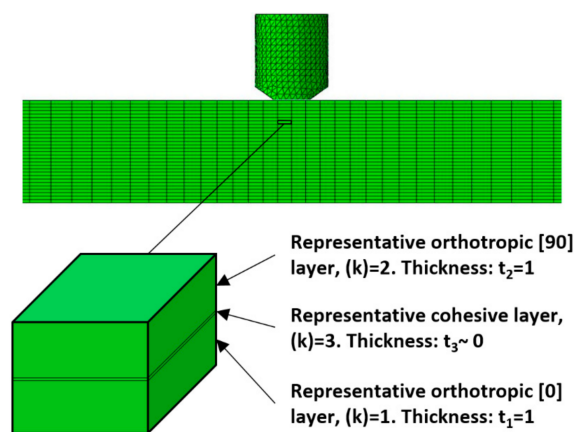 Representative orthotropic [90]
layer, (k)=2. Thickness: t₂=1
Representative cohesive layer,
(k)=3. Thickness: t₃~ 0
Representative orthotropic [0]
layer, (k)=1. Thickness: t₁=1